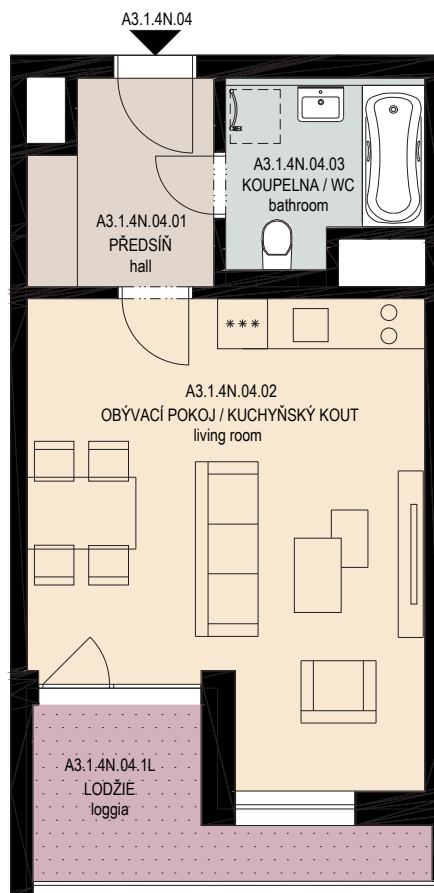 A3.1.4N.04
A3.1.4N.04.03
KOUPELNA / WC
bathroom
A3.1.4N.04.01
PŘEDSÍŇ
hall
A3.1.4N.04.02
OBÝVACÍ POKOJ / KUCHYŇSKÝ KOUT
living room
A3.1.4N.04.1L
LODŽIE
loggia